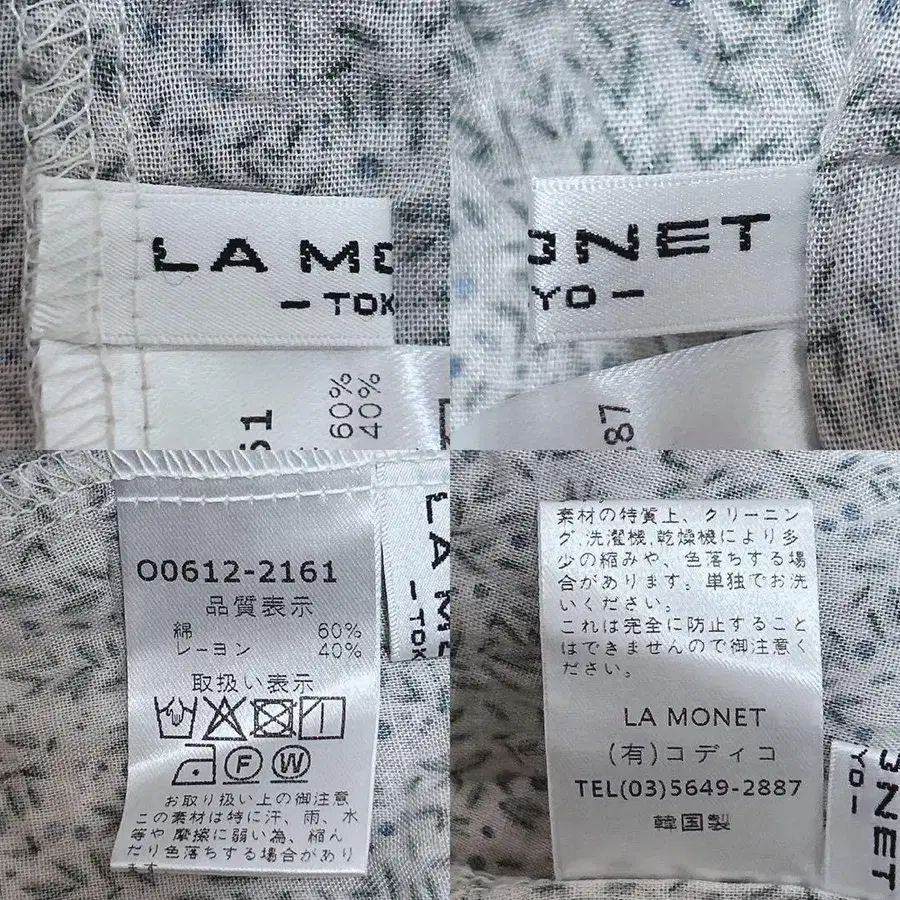 LA MO
- TOK
61
60%
40%
ONET
YO -
87
O0612-2161
品質表示
綿 60%
レーヨン 40%
取扱い表示
F W
お取り扱い上の御注意
この素材は特に汗、雨、水
等や摩擦に弱い為、縮ん
だり色落ちする場合があり
ます
LA M
- TOK
素材の特質上、クリーニン
グ,洗濯機,乾燥機により多
少の縮みや、色落ちする場
合があります。単独でお洗
いください。
これは完全に防止すること
はできませんので御注意く
ださい。
LA MONET
(有)コディコ
TEL(03)5649-2887
韓国製
ONET
YO -